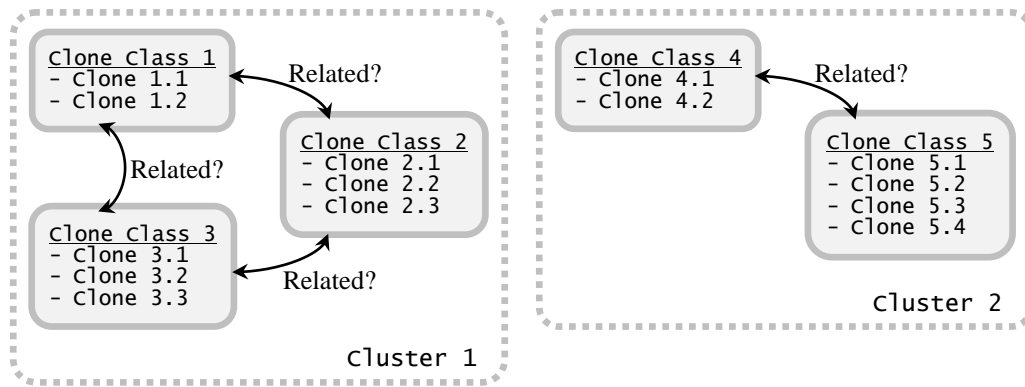 Clone Class 1
- Clone 1.1
- Clone 1.2
Related?
Clone Class 2
- Clone 2.1
- Clone 2.2
- Clone 2.3
Related?
Clone Class 3
- Clone 3.1
- Clone 3.2
- Clone 3.3
Related?
Cluster 1
Clone Class 4
- Clone 4.1
- Clone 4.2
Related?
Clone Class 5
- Clone 5.1
- Clone 5.2
- Clone 5.3
- Clone 5.4
Cluster 2